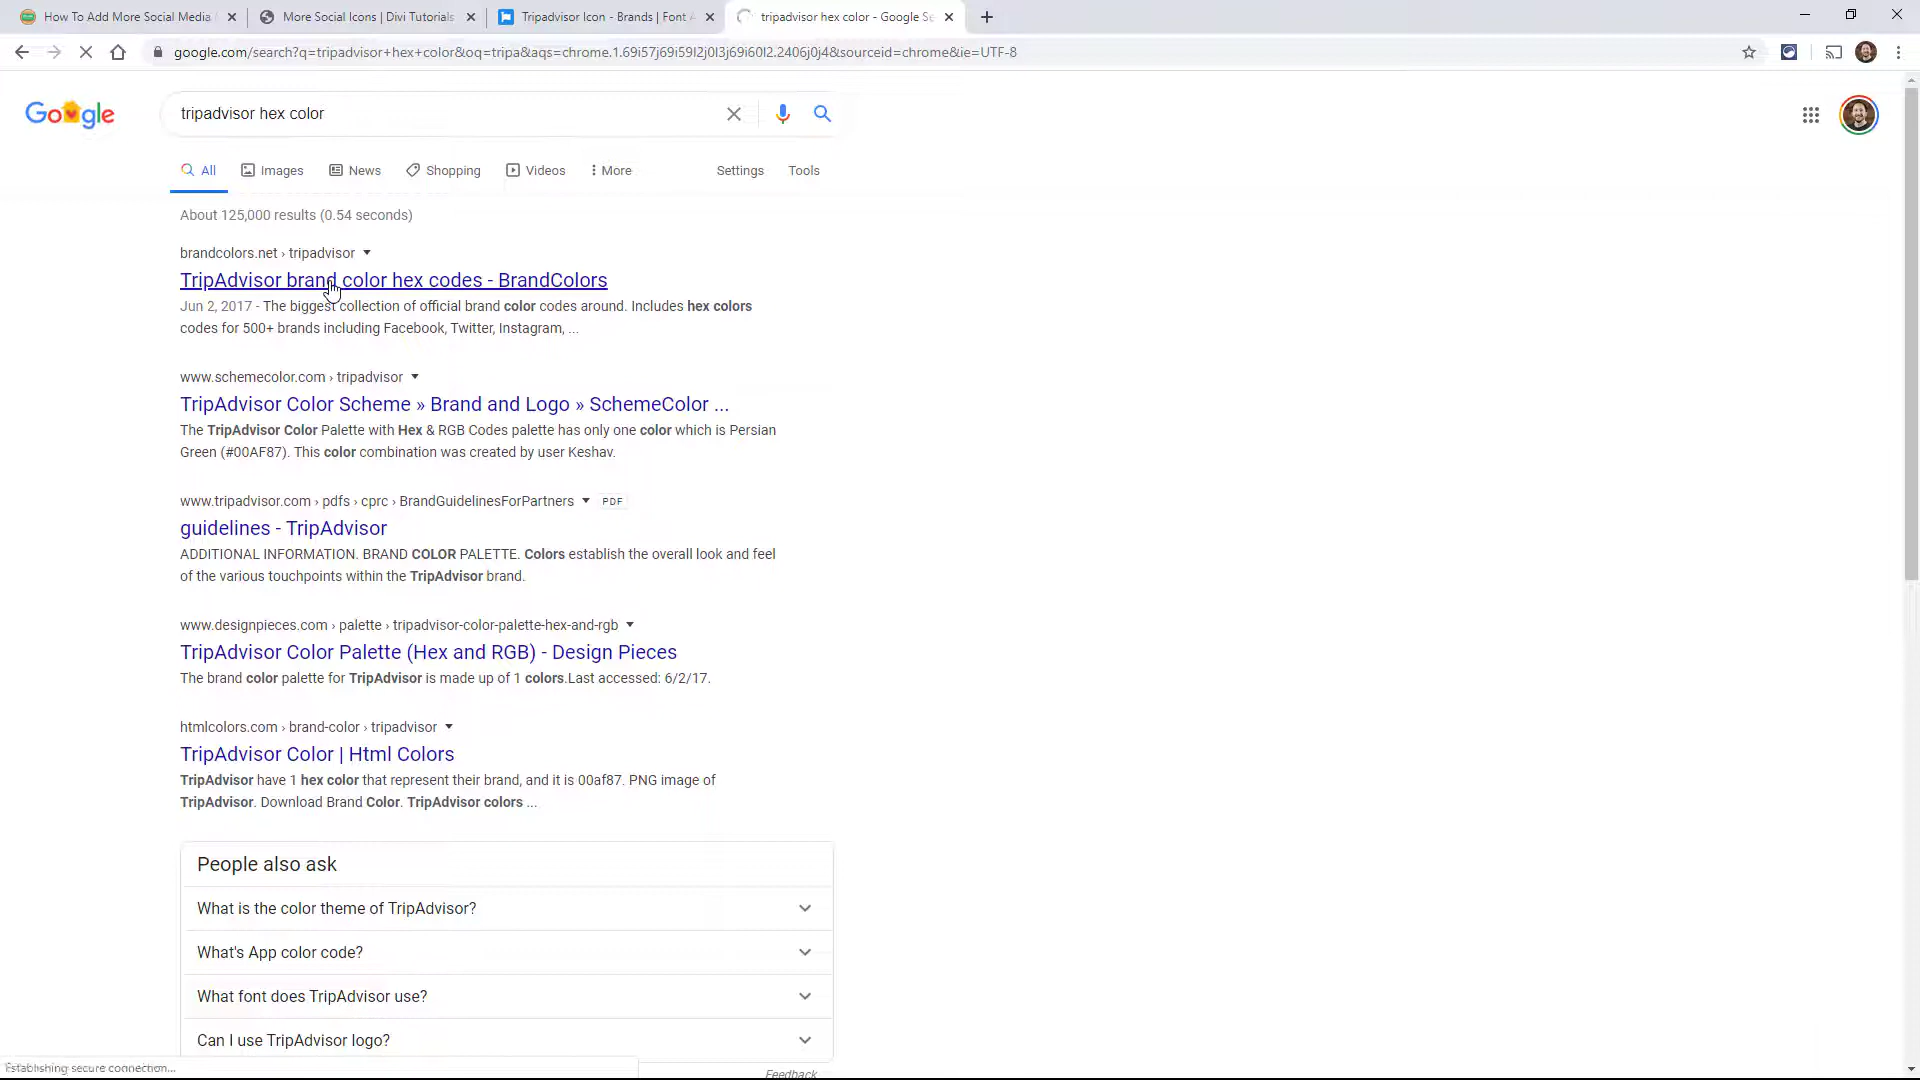 How To Add More Social Media
More Social Icons | Divi Tutorials
Tripadvisor Icon - Brands | Font A
tripadvisor hex color - Google Se
google.com/search?q=tripadvisor+hex+color&oq=tripa&aqs=chrome.1.69i57j69i59l2j0l3j69i60l2.2406j0j4&sourceid=chrome&ie=UTF-8
Google
tripadvisor hex color
All Images News Shopping Videos More Settings Tools
About 125,000 results (0.54 seconds)
brandcolors.net › tripadvisor
TripAdvisor brand color hex codes - BrandColors
Jun 2, 2017 - The biggest collection of official brand color codes around. Includes hex colors
codes for 500+ brands including Facebook, Twitter, Instagram, ...
www.schemecolor.com › tripadvisor
TripAdvisor Color Scheme » Brand and Logo » SchemeColor ...
The TripAdvisor Color Palette with Hex & RGB Codes palette has only one color which is Persian
Green (#00AF87). This color combination was created by user Keshav.
www.tripadvisor.com › pdfs › cprc › BrandGuidelinesForPartners PDF
guidelines - TripAdvisor
ADDITIONAL INFORMATION. BRAND COLOR PALETTE. Colors establish the overall look and feel
of the various touchpoints within the TripAdvisor brand.
www.designpieces.com › palette › tripadvisor-color-palette-hex-and-rgb
TripAdvisor Color Palette (Hex and RGB) - Design Pieces
The brand color palette for TripAdvisor is made up of 1 colors.Last accessed: 6/2/17.
htmlcolors.com › brand-color › tripadvisor
TripAdvisor Color | Html Colors
TripAdvisor have 1 hex color that represent their brand, and it is 00af87. PNG image of
TripAdvisor. Download Brand Color. TripAdvisor colors ...
People also ask
What is the color theme of TripAdvisor?
What's App color code?
What font does TripAdvisor use?
Can I use TripAdvisor logo?
Establishing secure connection...
Feedback